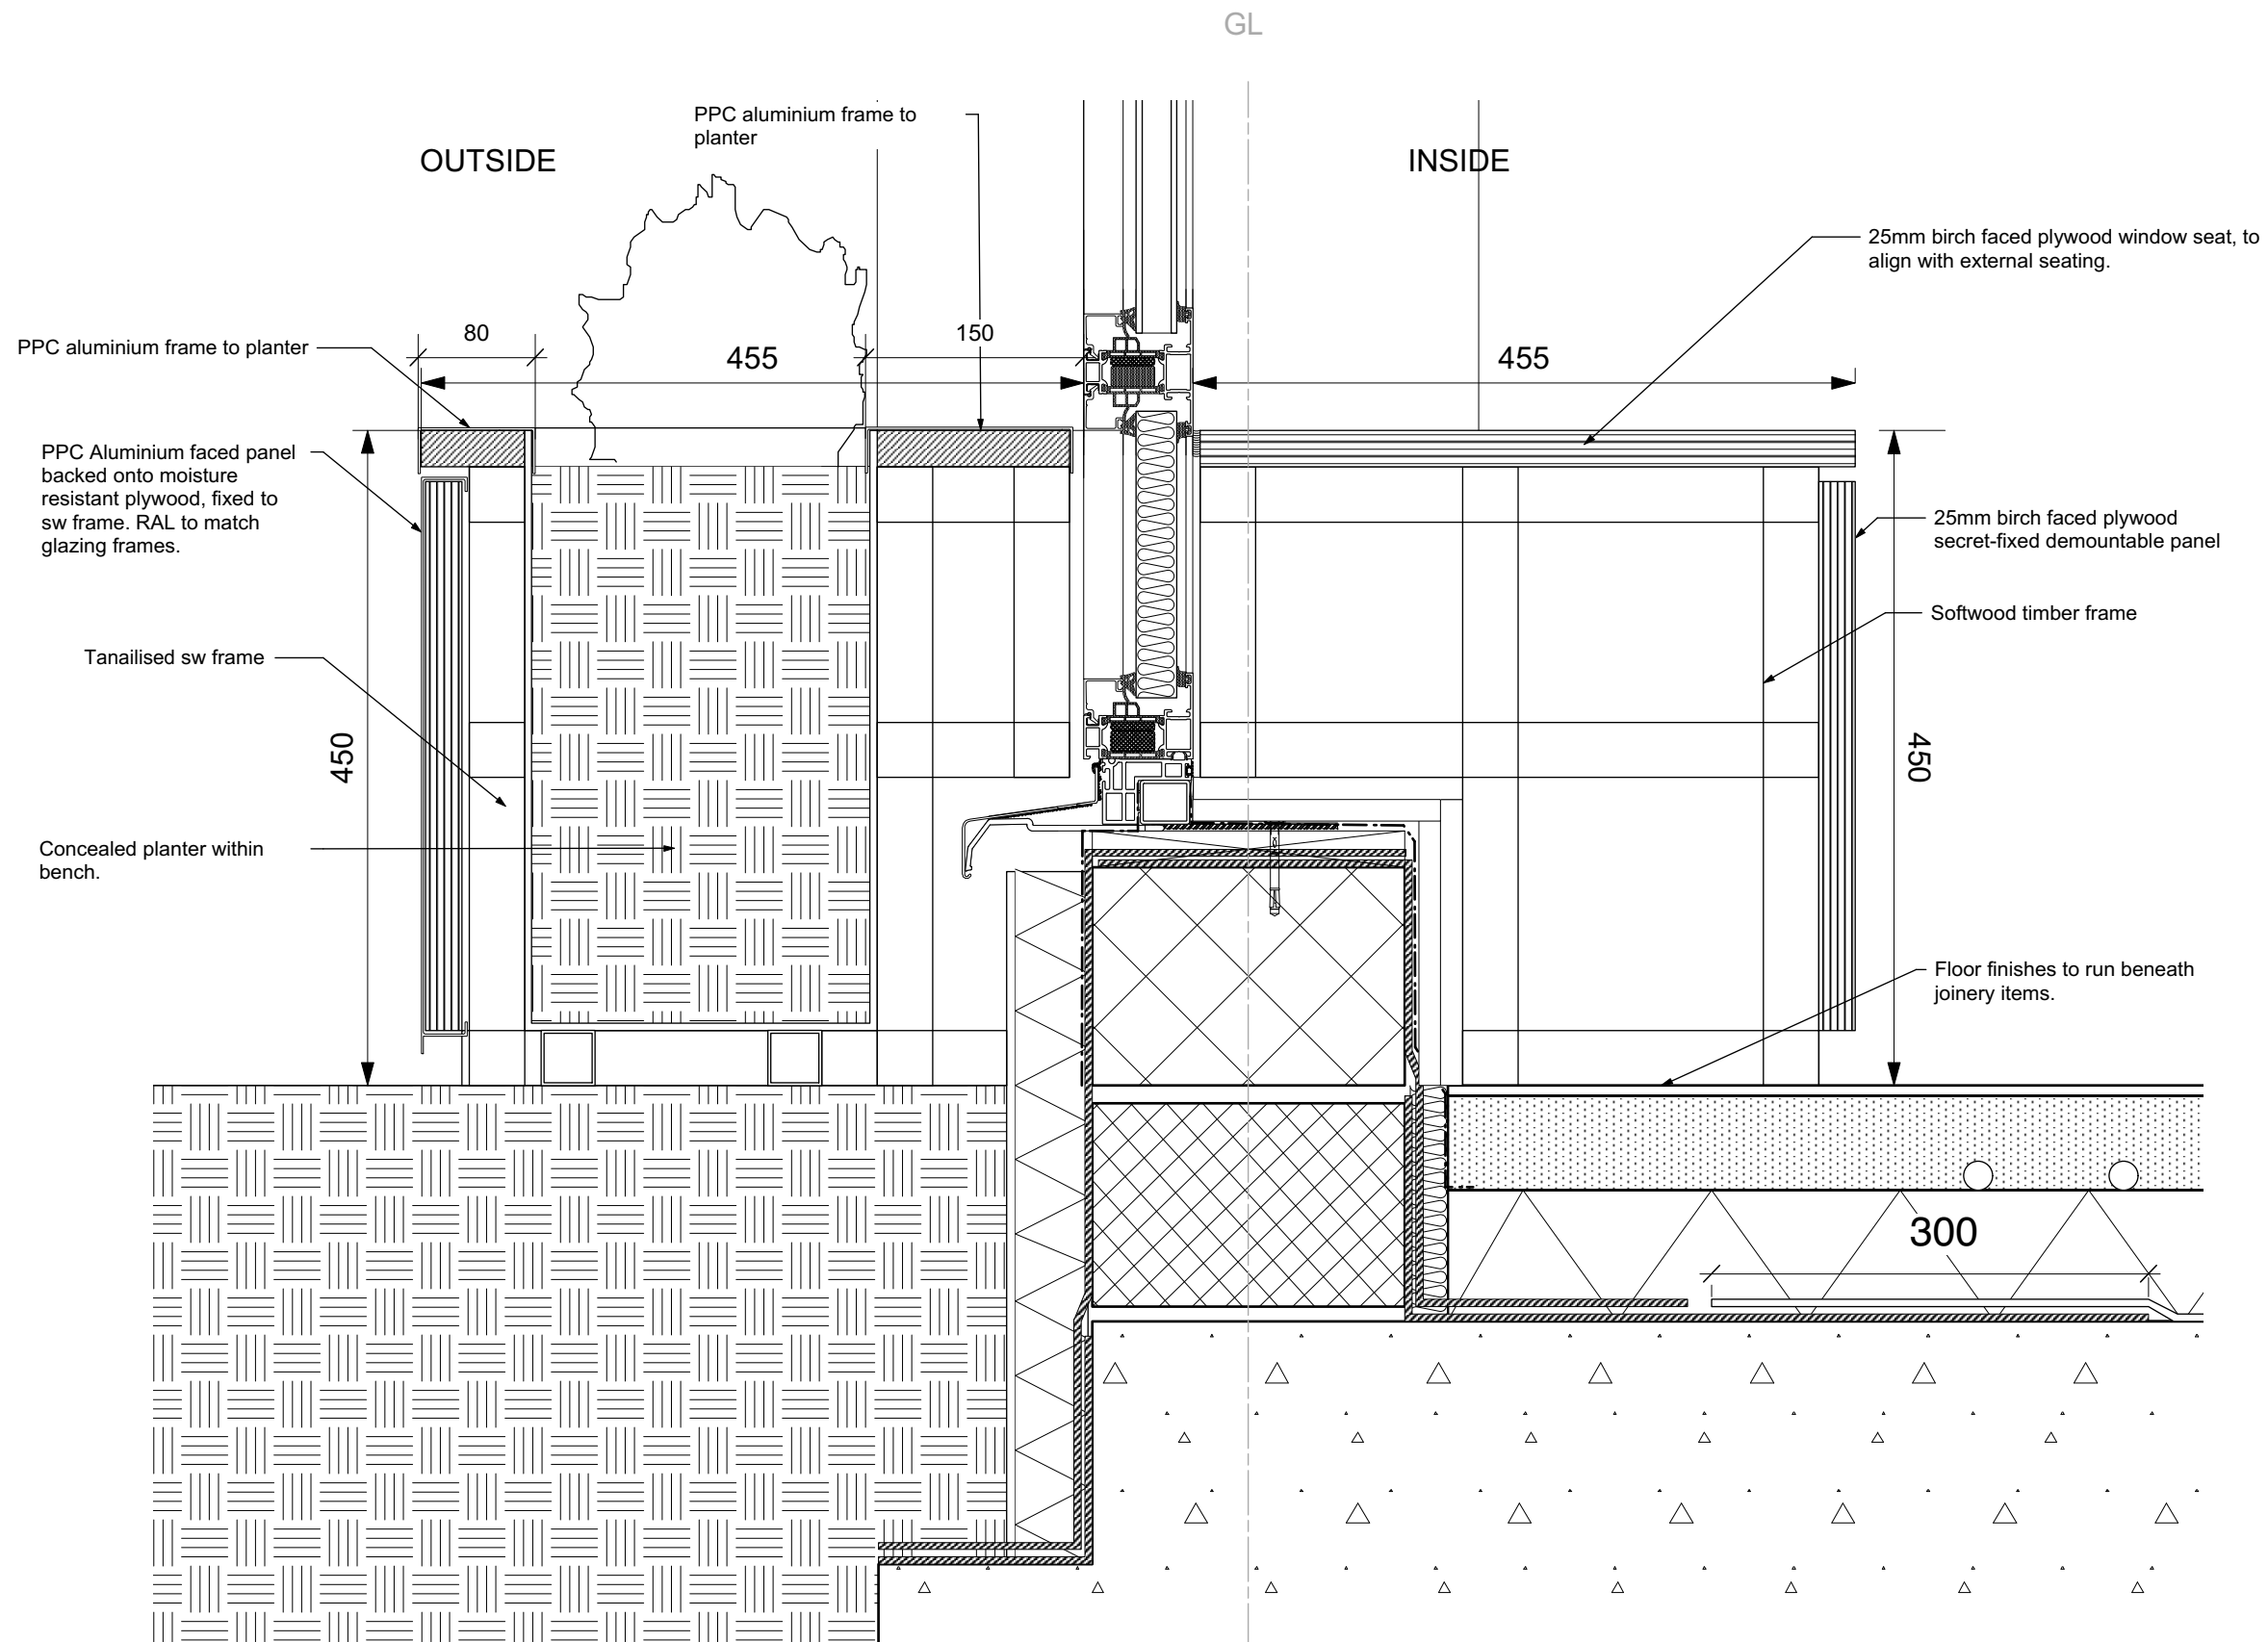 GL
PPC aluminium frame to
planter
OUTSIDE
INSIDE
25mm birch faced plywood window seat, to
align with external seating.
80
150
PPC aluminium frame to planter
455
455
PPC Aluminium faced panel
backed onto moisture
resistant plywood, fixed to
sw frame. RAL to match
glazing frames.
25mm birch faced plywood
secret-fixed demountable panel
Softwood timber frame
Tanailised sw frame
450
450
Concealed planter within
bench.
Floor finishes to run beneath
joinery items.
300